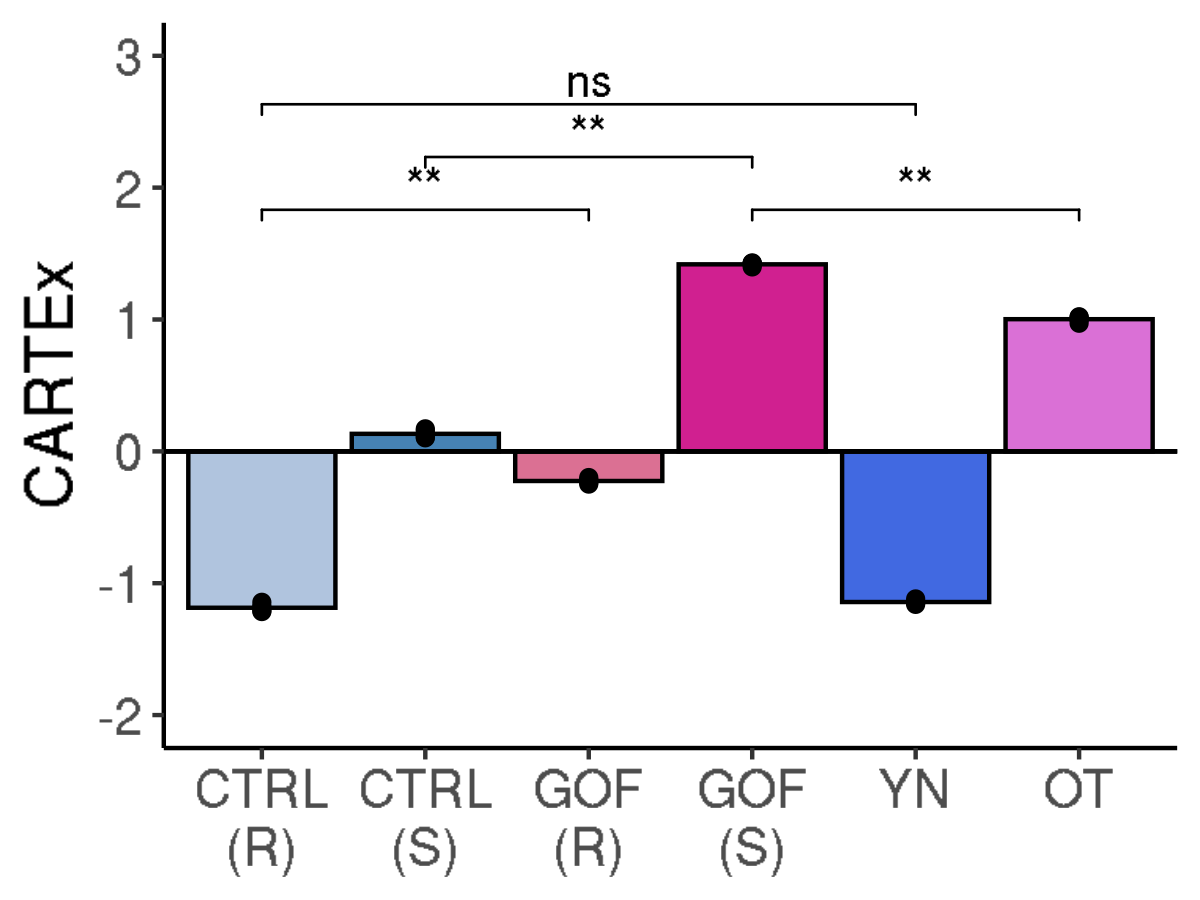 CARTEx
3
2
1
0
-1
-2
ns
**
** **
CTRL (R)
CTRL (S)
GOF (R)
GOF (S)
YN
OT